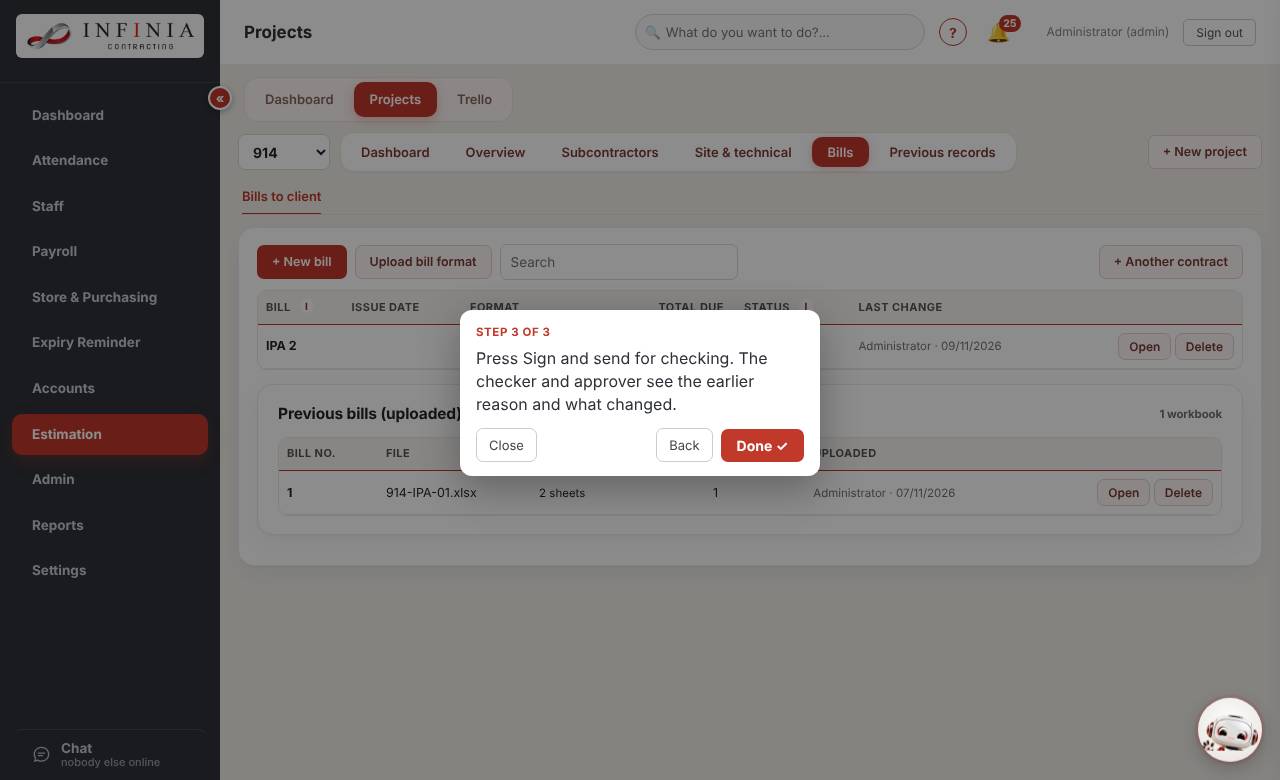 INFINIA
CONTRACTING
Projects
What do you want to do?...
?
25
Administrator (admin)
Sign out
«
Dashboard
Attendance
Staff
Payroll
Store & Purchasing
Expiry Reminder
Accounts
Estimation
Admin
Reports
Settings
Chat
nobody else online
Dashboard
Projects
Trello
914
Dashboard
Overview
Subcontractors
Site & technical
Bills
Previous records
+ New project
Bills to client
+ New bill
Upload bill format
Search
+ Another contract
BILL
ISSUE DATE
FORMAT
TOTAL DUE
STATUS
LAST CHANGE
IPA 2
Administrator · 09/11/2026
Open
Delete
STEP 3 OF 3
Press Sign and send for checking. The
checker and approver see the earlier
reason and what changed.
Close
Back
Done ✓
Previous bills (uploaded)
1 workbook
BILL NO.
FILE
1
914-IPA-01.xlsx
2 sheets
1
Administrator · 07/11/2026
Open
Delete